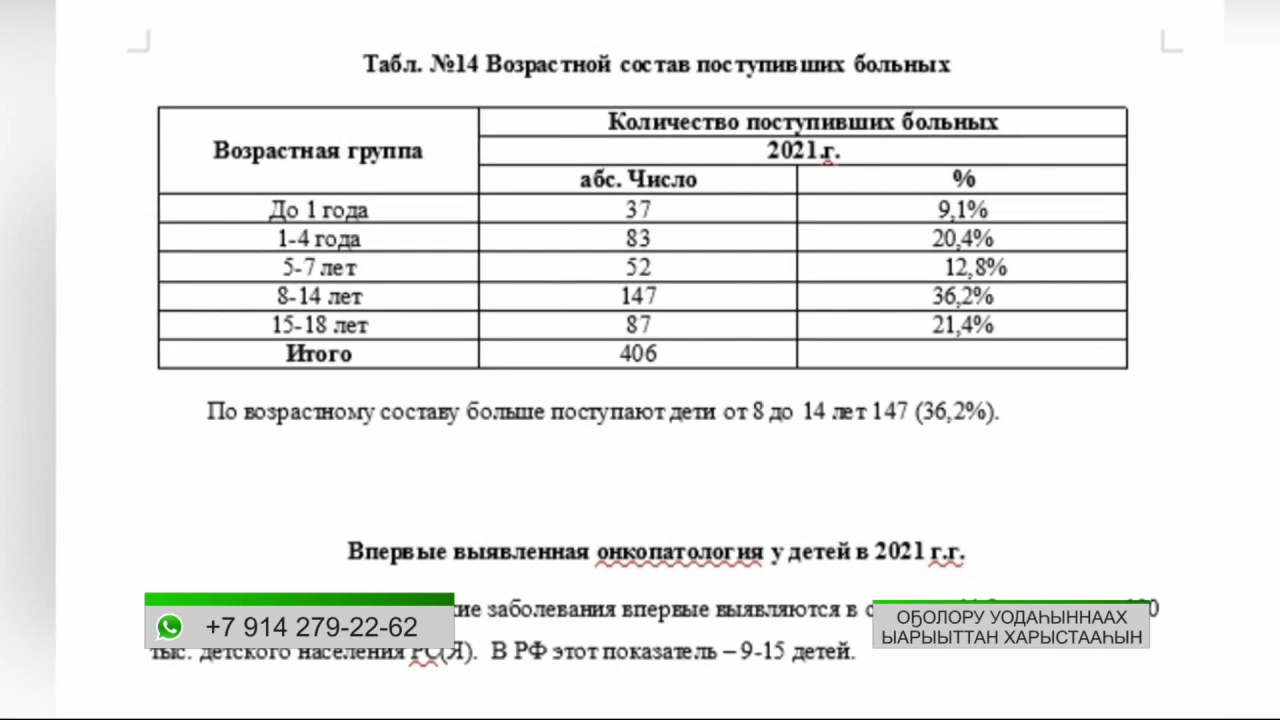 Табл. №14 Возрастной состав поступивших больных
Возрастная группа
Количество поступивших больных
2021.г.
абс. Число %
До 1 года 37 9,1%
1-4 года 83 20,4%
5-7 лет 52 12,8%
8-14 лет 147 36,2%
15-18 лет 87 21,4%
Итого 406
По возрастному составу больше поступают дети от 8 до 14 лет 147 (36,2%).
Впервые выявленная онкопатология у детей в 2021 г.г.
заболевания впервые выявляются в
тыс. детского населения РС(Я). В РФ этот показатель – 9-15 детей.
+7 914 279-22-62
ОҔОЛОРУ УОДАҺЫННААХ
ЫАРЫЫТТАН ХАРЫСТААҺЫН